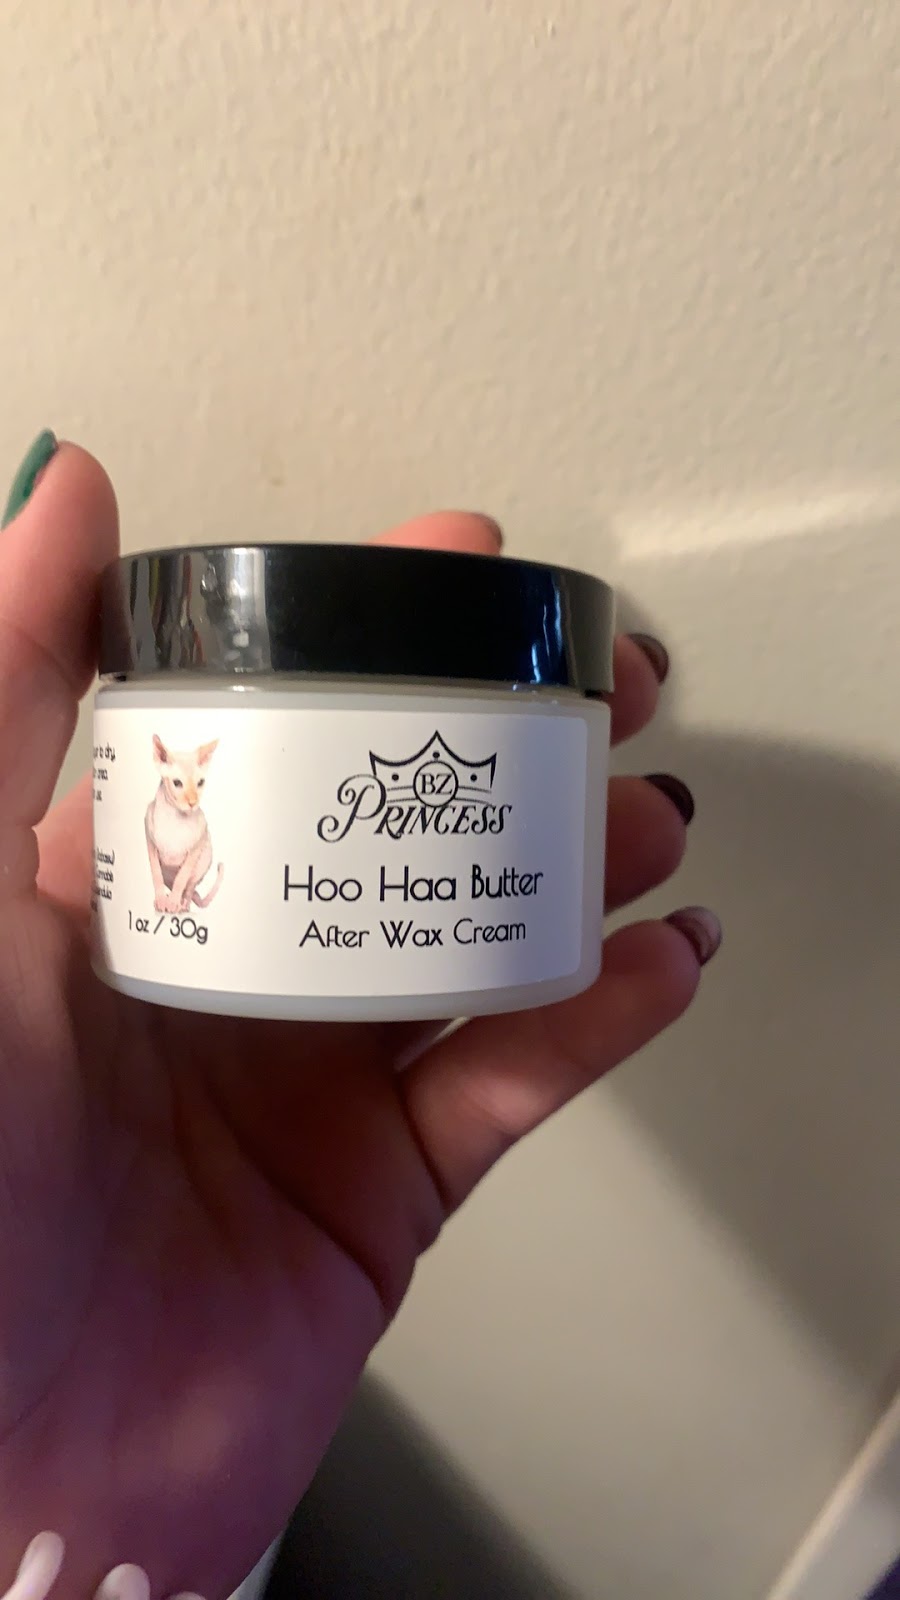 BZ
PRINCESS
Hoo Haa Butter
After Wax Cream
1 oz / 30g